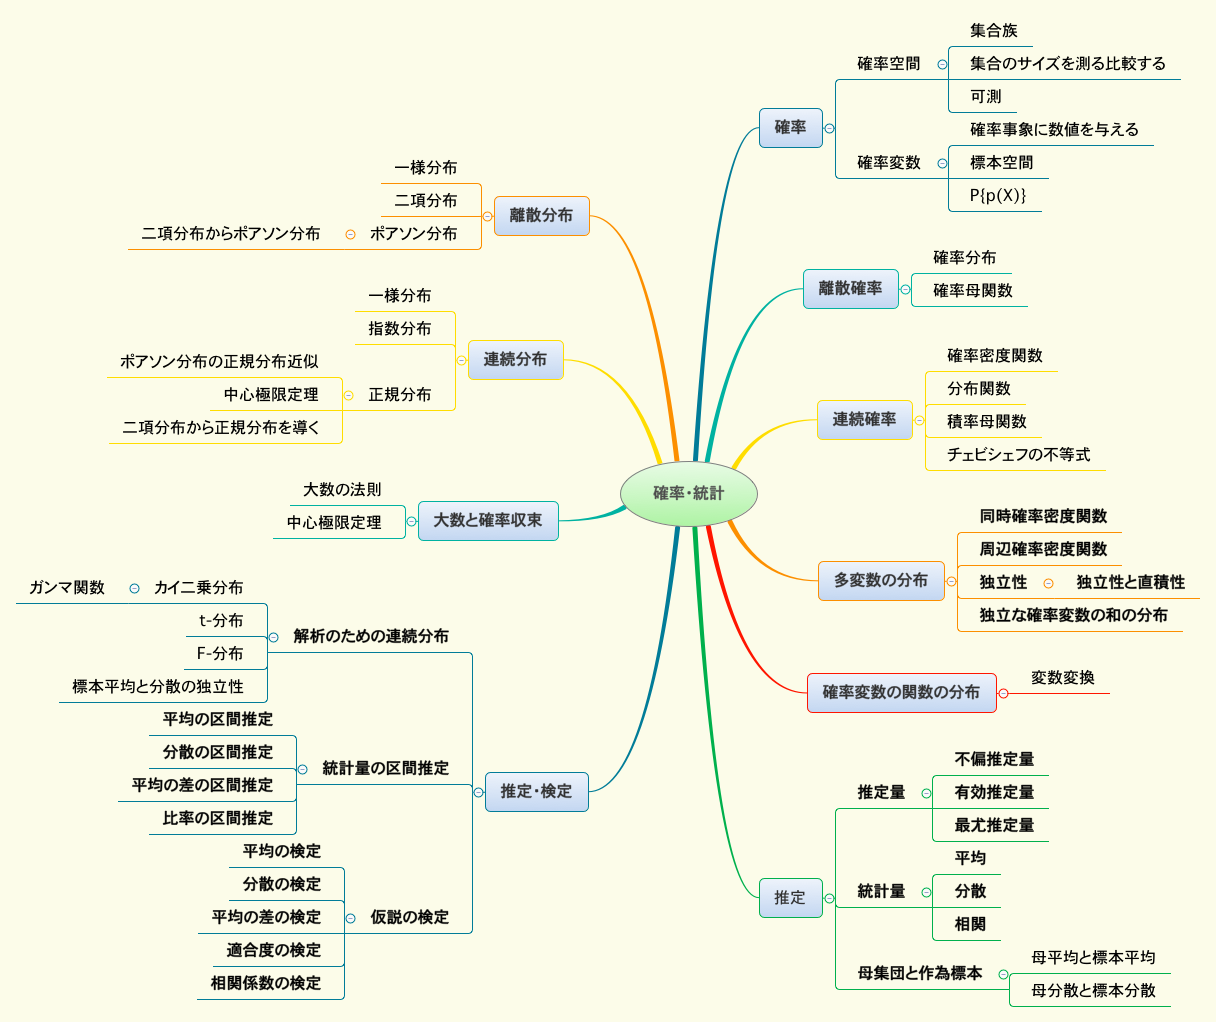 確率・統計
確率
確率空間
集合族
集合のサイズを測る比較する
可測
確率変数
確率事象に数値を与える
標本空間
P{p(X)}
離散確率
確率分布
確率母関数
連続確率
確率密度関数
分布関数
積率母関数
チェビシェフの不等式
多変数の分布
同時確率密度関数
周辺確率密度関数
独立性
独立性と直積性
独立な確率変数の和の分布
確率変数の関数の分布
変数変換
推定
推定量
不偏推定量
有効推定量
最尤推定量
統計量
平均
分散
相関
母集団と作為標本
母平均と標本平均
母分散と標本分散
離散分布
一様分布
二項分布
ポアソン分布
二項分布からポアソン分布
連続分布
一様分布
指数分布
正規分布
ポアソン分布の正規分布近似
中心極限定理
二項分布から正規分布を導く
大数と確率収束
大数の法則
中心極限定理
推定・検定
解析のための連続分布
カイ二乗分布
ガンマ関数
t-分布
F-分布
標本平均と分散の独立性
統計量の区間推定
平均の区間推定
分散の区間推定
平均の差の区間推定
比率の区間推定
仮説の検定
平均の検定
分散の検定
平均の差の検定
適合度の検定
相関係数の検定